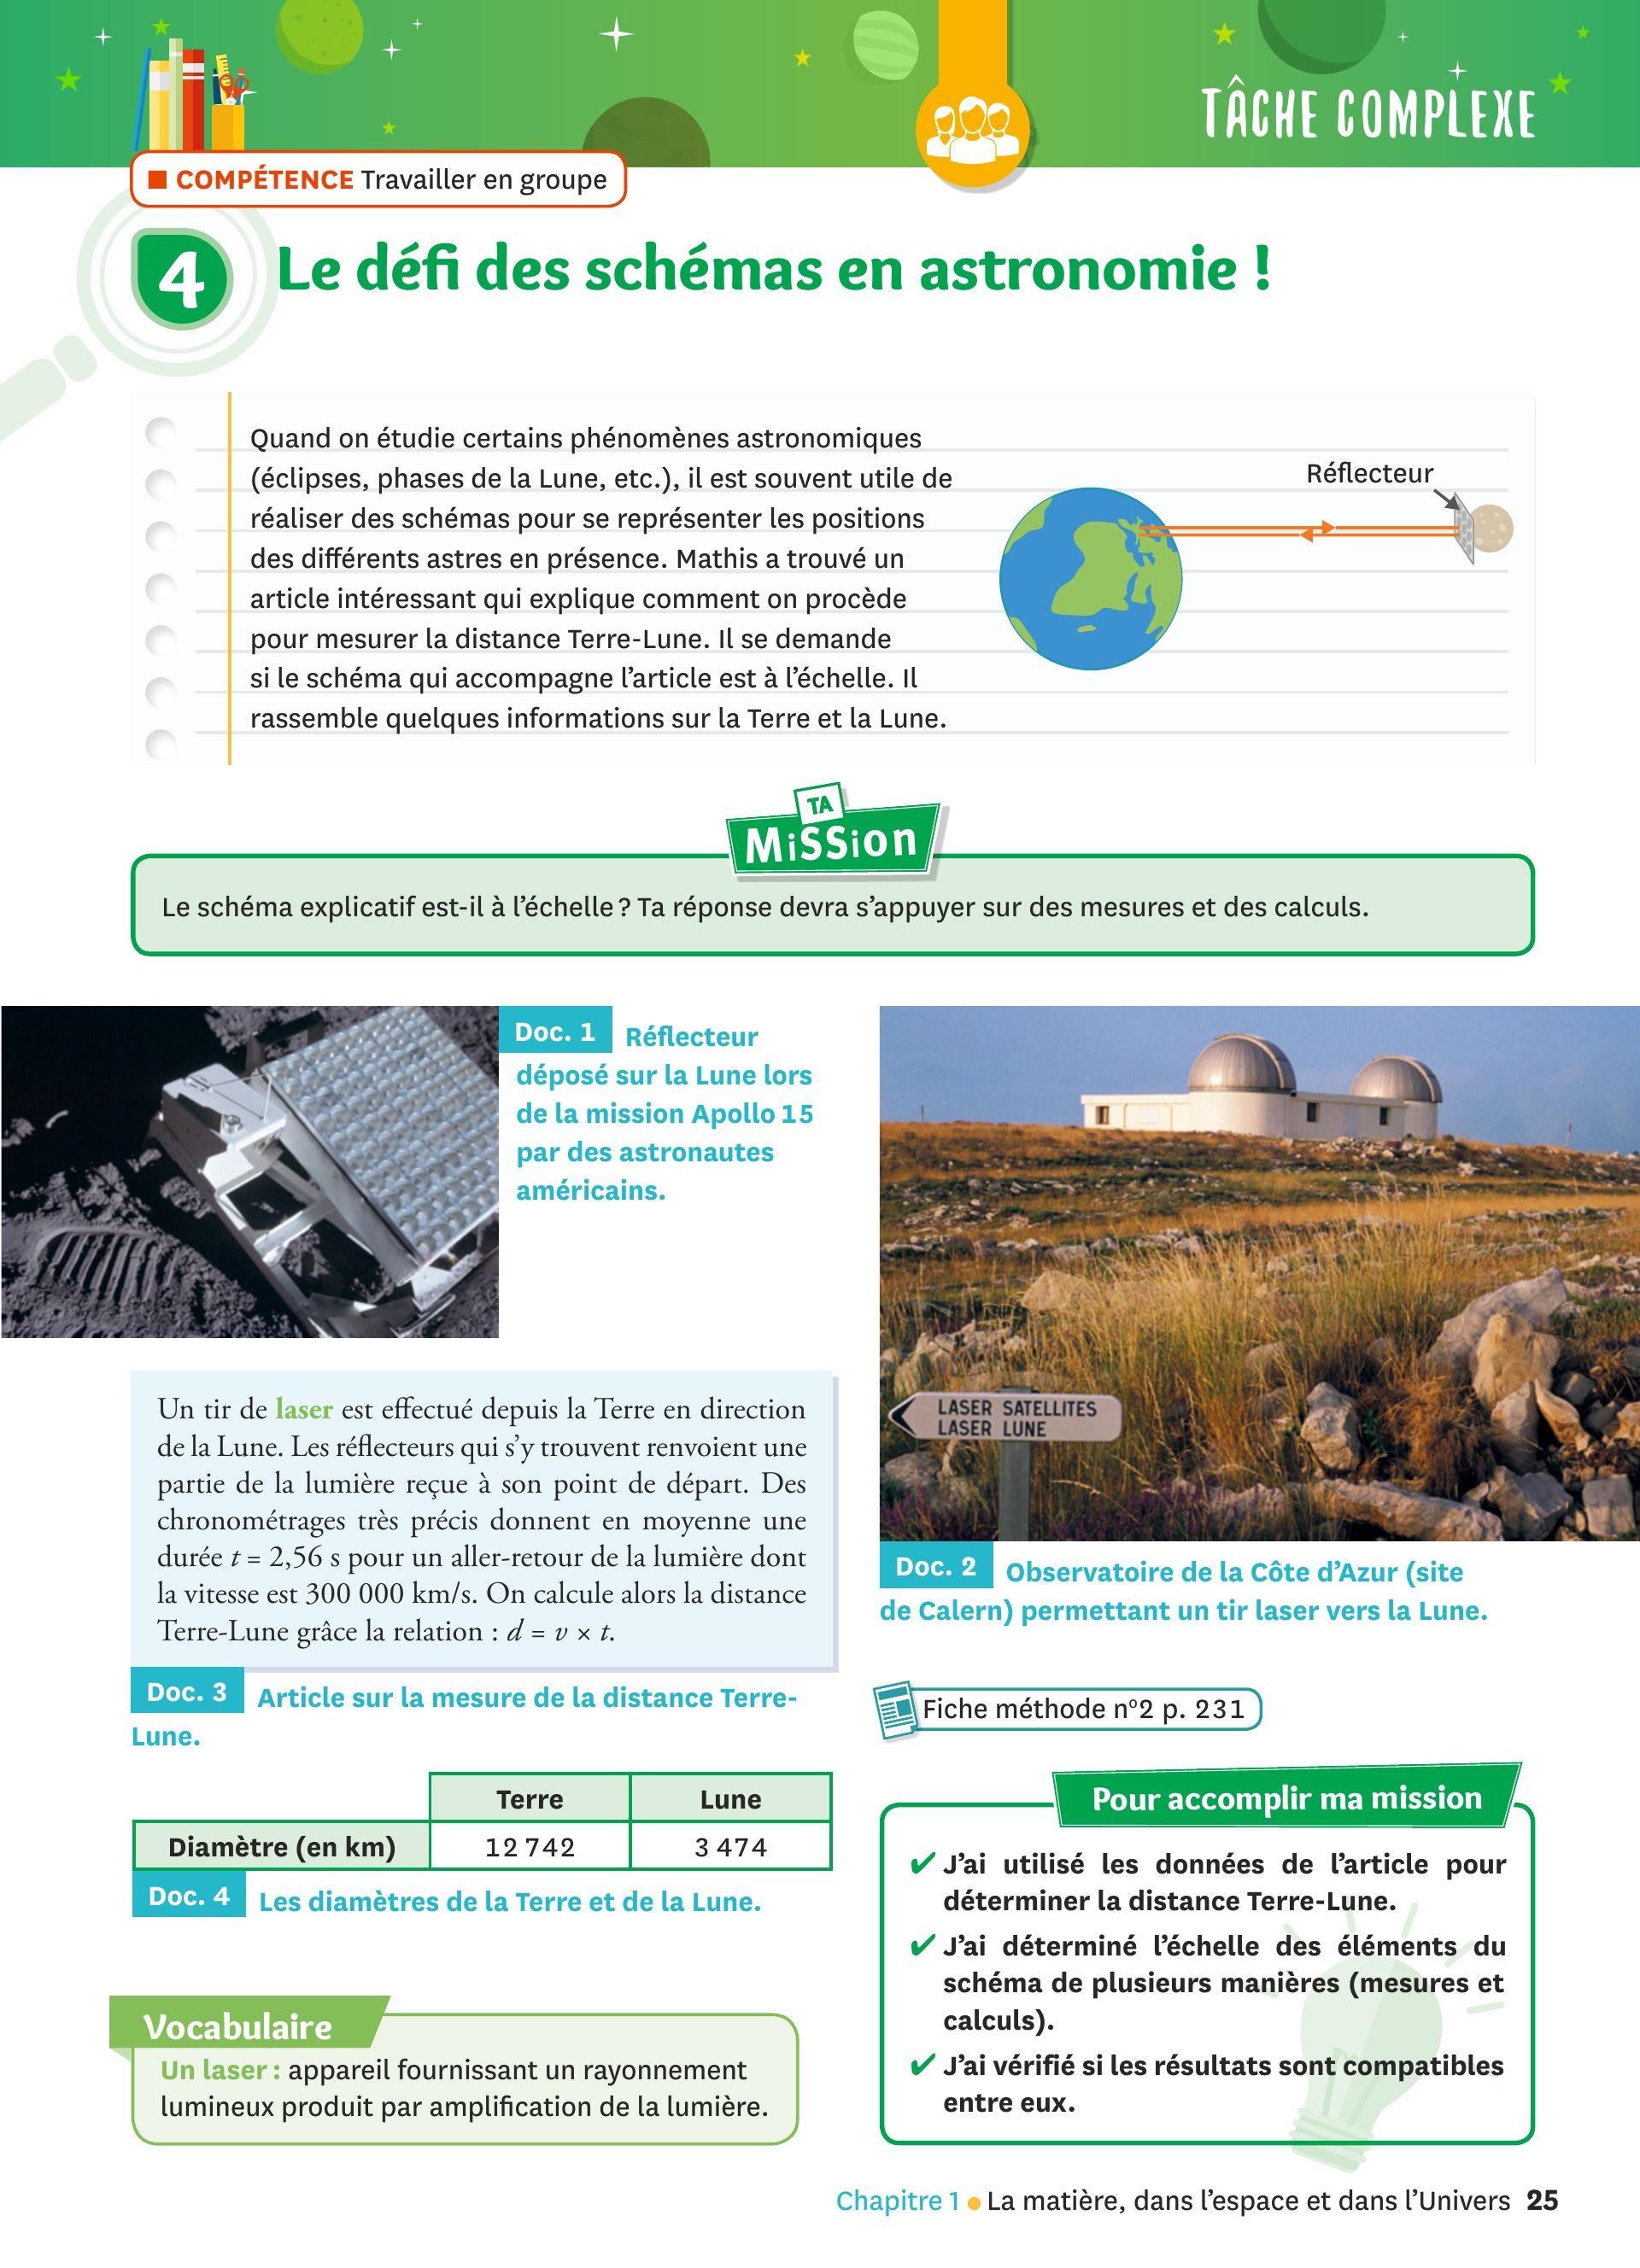 TÂCHE COMPLEXE
COMPÉTENCE Travailler en groupe
4 Le défi des schémas en astronomie !
Quand on étudie certains phénomènes astronomiques
(éclipses, phases de la Lune, etc.), il est souvent utile de
réaliser des schémas pour se représenter les positions
des différents astres en présence. Mathis a trouvé un
article intéressant qui explique comment on procède
pour mesurer la distance Terre-Lune. Il se demande
si le schéma qui accompagne l’article est à l’échelle. Il
rassemble quelques informations sur la Terre et la Lune.
Réflecteur
TA
MiSSion
Le schéma explicatif est-il à l’échelle ? Ta réponse devra s’appuyer sur des mesures et des calculs.
Doc. 1 Réflecteur
déposé sur la Lune lors
de la mission Apollo 15
par des astronautes
américains.
Un tir de laser est effectué depuis la Terre en direction
de la Lune. Les réflecteurs qui s’y trouvent renvoient une
partie de la lumière reçue à son point de départ. Des
chronométrages très précis donnent en moyenne une
durée t = 2,56 s pour un aller-retour de la lumière dont
la vitesse est 300 000 km/s. On calcule alors la distance
Terre-Lune grâce la relation : d = v × t.
Doc. 3 Article sur la mesure de la distance Terre-
Lune.
Terre Lune
Diamètre (en km) 12 742 3 474
Doc. 4 Les diamètres de la Terre et de la Lune.
Vocabulaire
Un laser : appareil fournissant un rayonnement
lumineux produit par amplification de la lumière.
LASER SATELLITES
LASER LUNE
Doc. 2 Observatoire de la Côte d’Azur (site
de Calern) permettant un tir laser vers la Lune.
Fiche méthode n°2 p. 231
Pour accomplir ma mission
✔ J’ai utilisé les données de l’article pour
déterminer la distance Terre-Lune.
✔ J’ai déterminé l’échelle des éléments du
schéma de plusieurs manières (mesures et
calculs).
✔ J’ai vérifié si les résultats sont compatibles
entre eux.
Chapitre 1 • La matière, dans l’espace et dans l’Univers 25